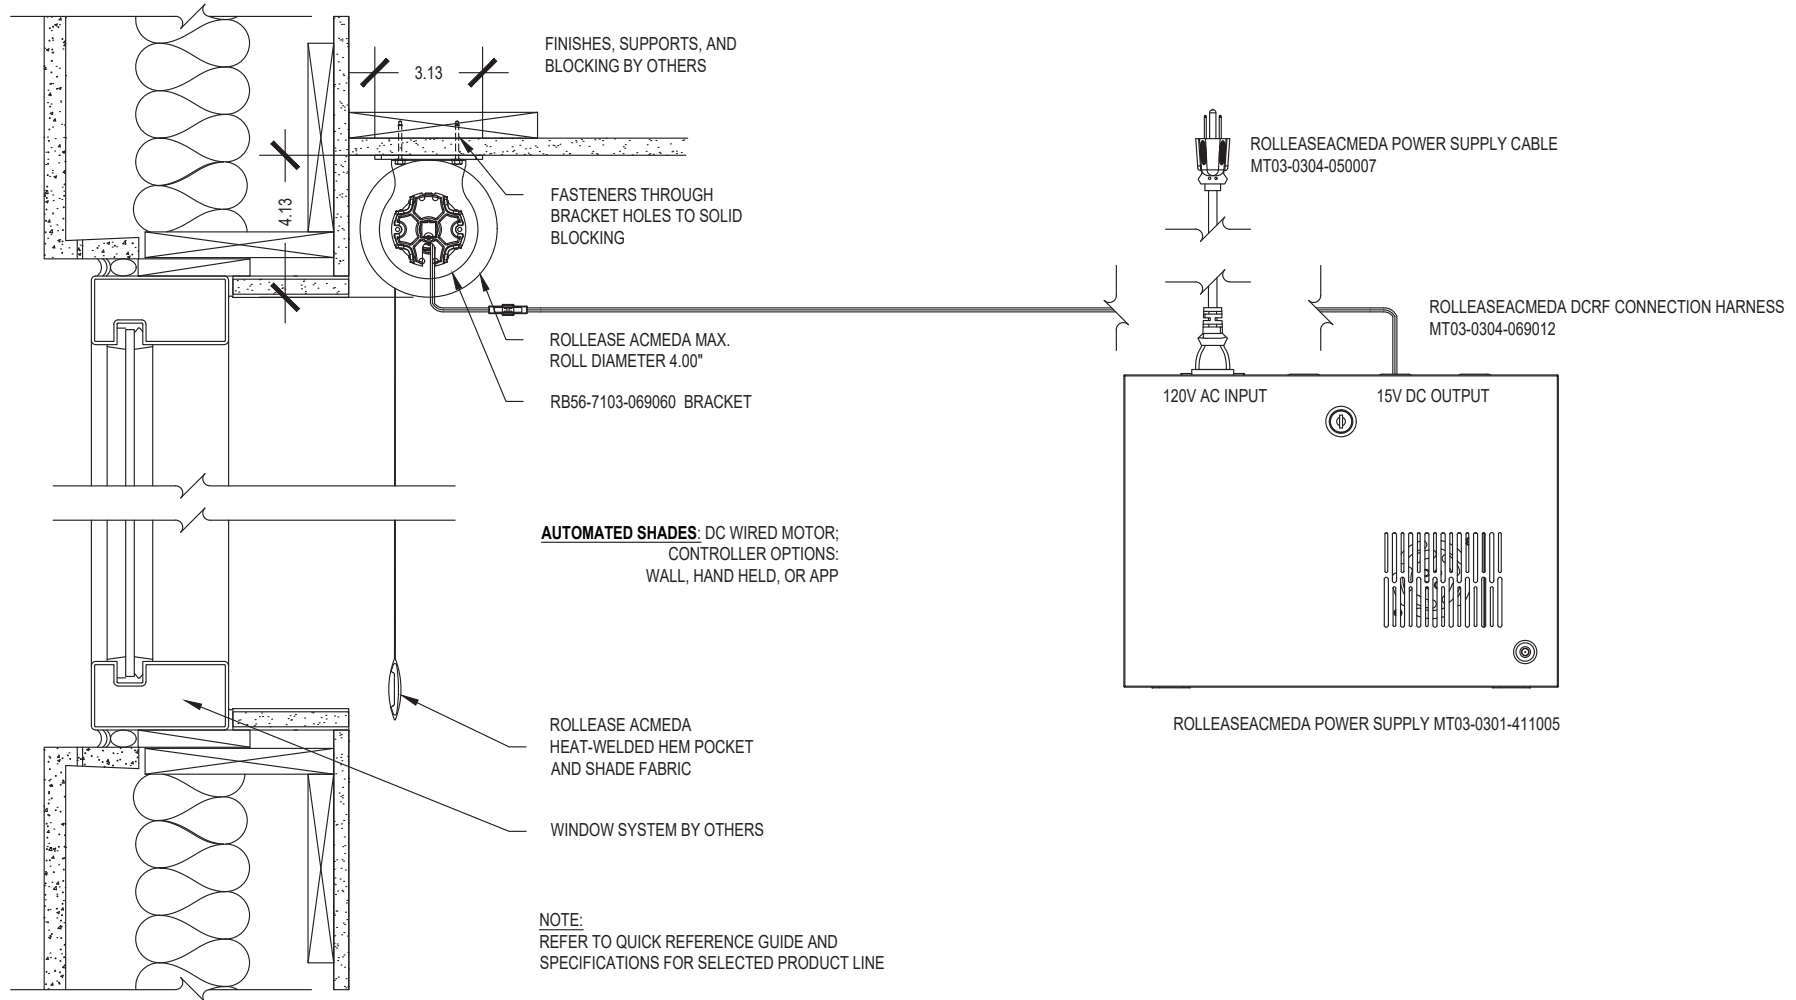 FINISHES, SUPPORTS, AND
BLOCKING BY OTHERS
3.13
4.13
FASTENERS THROUGH
BRACKET HOLES TO SOLID
BLOCKING
ROLLEASE ACMEDA MAX.
ROLL DIAMETER 4.00"
RB56-7103-069060 BRACKET
AUTOMATED SHADES: DC WIRED MOTOR;
CONTROLLER OPTIONS:
WALL, HAND HELD, OR APP
ROLLEASE ACMEDA
HEAT-WELDED HEM POCKET
AND SHADE FABRIC
WINDOW SYSTEM BY OTHERS
NOTE:
REFER TO QUICK REFERENCE GUIDE AND
SPECIFICATIONS FOR SELECTED PRODUCT LINE
ROLLEASEACMEDA POWER SUPPLY CABLE
MT03-0304-050007
ROLLEASEACMEDA DCRF CONNECTION HARNESS
MT03-0304-069012
120V AC INPUT
15V DC OUTPUT
ROLLEASEACMEDA POWER SUPPLY MT03-0301-411005